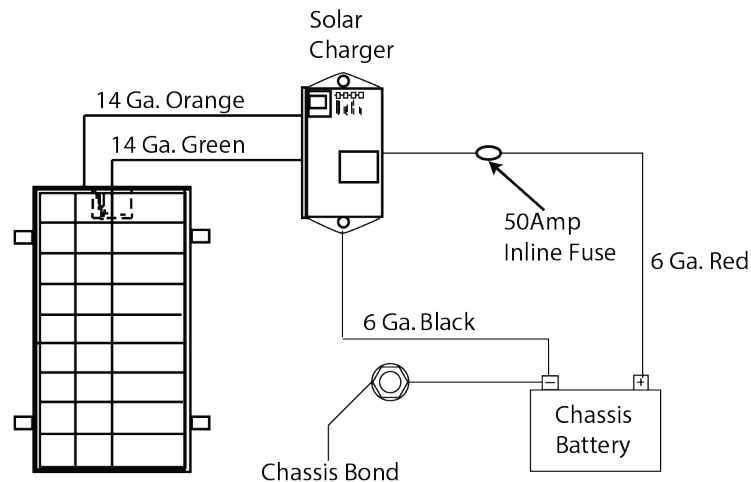 Solar
Charger
14 Ga. Orange
14 Ga. Green
50Amp
Inline Fuse
6 Ga. Red
6 Ga. Black
−
+
Chassis
Battery
Chassis Bond